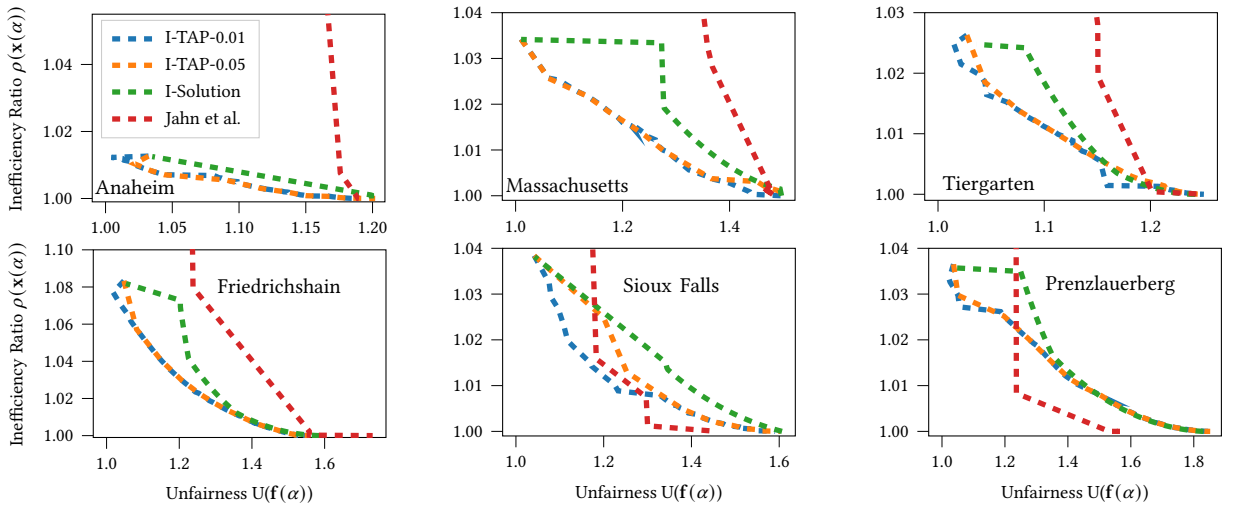 Inefficiency Ratio ρ(x(α))
1.04
1.02
1.00
I-TAP-0.01
I-TAP-0.05
I-Solution
Jahn et al.
Anaheim
1.00 1.05 1.10 1.15 1.20
1.04
1.03
1.02
1.01
1.00
Massachusetts
1.0 1.2 1.4
1.03
1.02
1.01
1.00
Tiergarten
1.0 1.1 1.2
Inefficiency Ratio ρ(x(α))
1.10
1.08
1.06
1.04
1.02
1.00
Friedrichshain
1.0 1.2 1.4 1.6
Unfairness U(f(α))
1.04
1.03
1.02
1.01
1.00
Sioux Falls
1.0 1.2 1.4 1.6
Unfairness U(f(α))
1.04
1.03
1.02
1.01
1.00
Prenzlauerberg
1.0 1.2 1.4 1.6 1.8
Unfairness U(f(α))